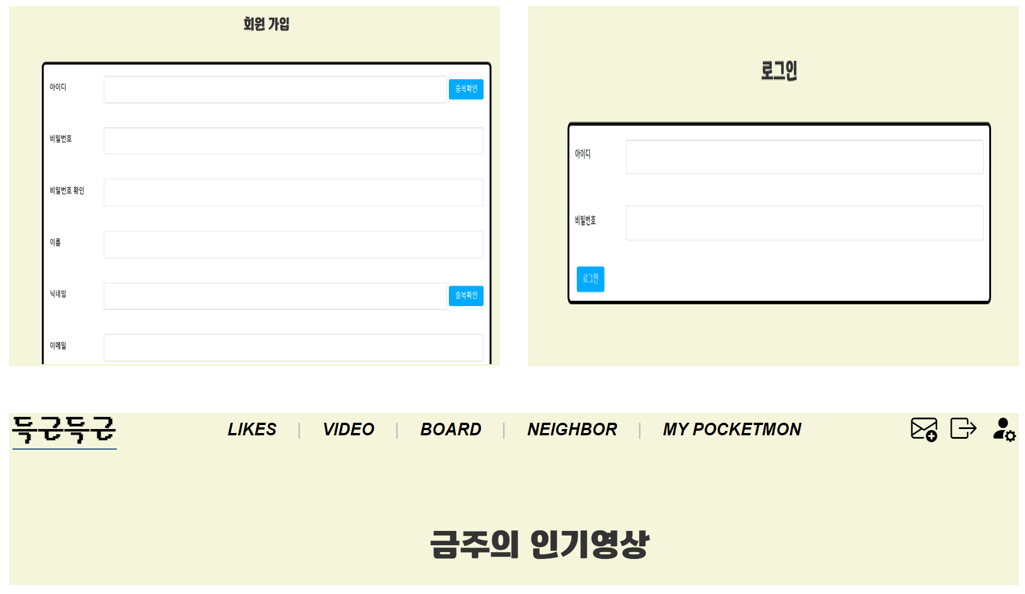 회원 가입
아이디
중복확인
비밀번호
비밀번호 확인
이름
닉네임
중복확인
이메일
로그인
아이디
비밀번호
로그인
득근득근
LIKES | VIDEO | BOARD | NEIGHBOR | MY POCKETMON
금주의 인기영상